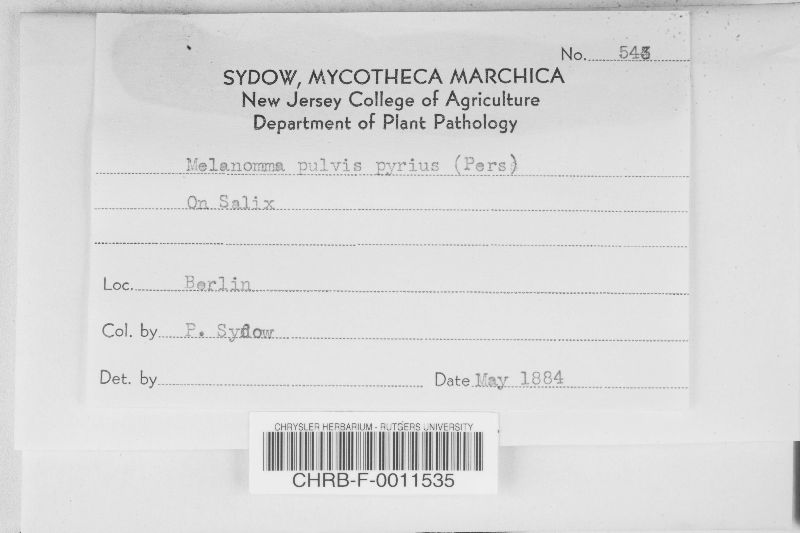 No. 543
SYDOW, MYCOTHECA MARCHICA
New Jersey College of Agriculture
Department of Plant Pathology
Melanomma pulvis pyrius (Pers)
On Salix
Loc. Berlin
Col. by P. Sydow
Det. by
Date May 1884
CHRYSLER HERBARIUM - RUTGERS UNIVERSITY
CHRB-F-0011535